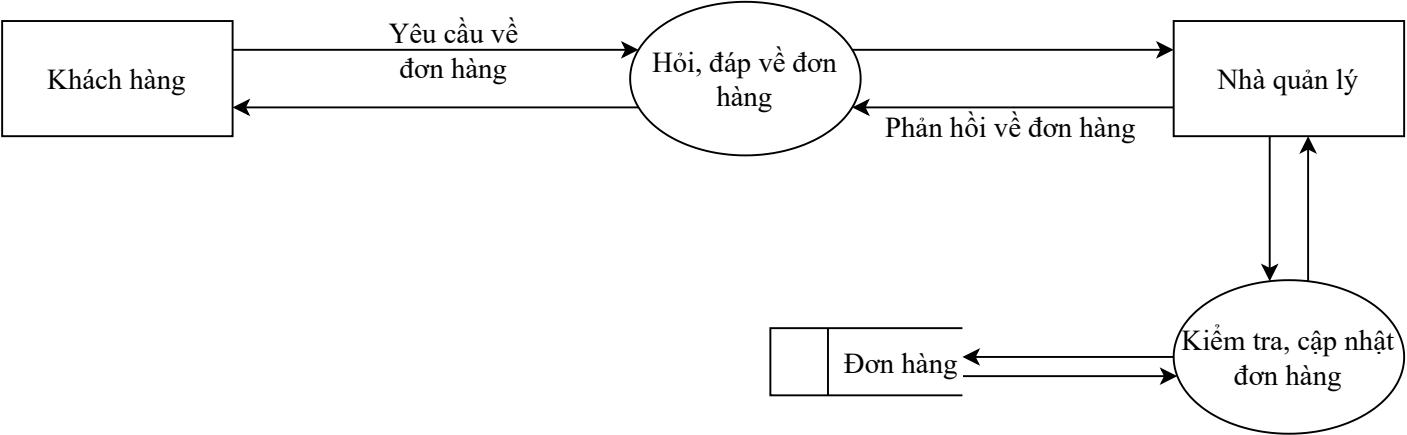 Khách hàng
Yêu cầu về
đơn hàng
Hỏi, đáp về đơn
hàng
Phản hồi về đơn hàng
Nhà quản lý
Đơn hàng
Kiểm tra, cập nhật
đơn hàng